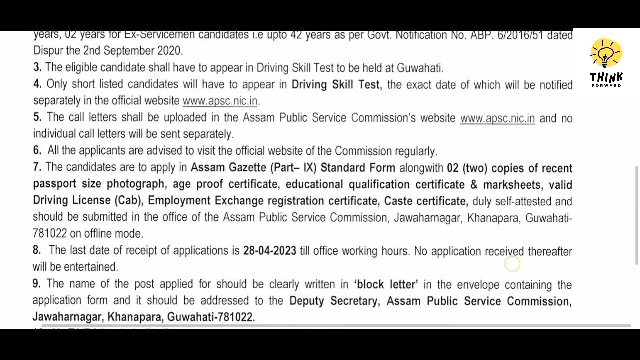 years, 02 years for Ex-Servicemen candidates i.e upto 42 years as per Govt. Notification No. ABP. 6/2016/51 dated
Dispur the 2nd September 2020.
3. The eligible candidate shall have to appear in Driving Skill Test to be held at Guwahati.
4. Only short listed candidates will have to appear in Driving Skill Test, the exact date of which will be notified
separately in the official website www.apsc.nic.in.
5. The call letters shall be uploaded in the Assam Public Service Commission's website www.apsc.nic.in and no
individual call letters will be sent separately.
6. All the applicants are advised to visit the official website of the Commission regularly.
7. The candidates are to apply in Assam Gazette (Part– IX) Standard Form alongwith 02 (two) copies of recent
passport size photograph, age proof certificate, educational qualification certificate & marksheets, valid
Driving License (Cab), Employment Exchange registration certificate, Caste certificate, duly self-attested and
should be submitted in the office of the Assam Public Service Commission, Jawaharnagar, Khanapara, Guwahati-
781022 on offline mode.
8. The last date of receipt of applications is 28-04-2023 till office working hours. No application received thereafter
will be entertained.
9. The name of the post applied for should be clearly written in 'block letter' in the envelope containing the
application form and it should be addressed to the Deputy Secretary, Assam Public Service Commission,
Jawaharnagar, Khanapara, Guwahati-781022.
THINK
FORWARD